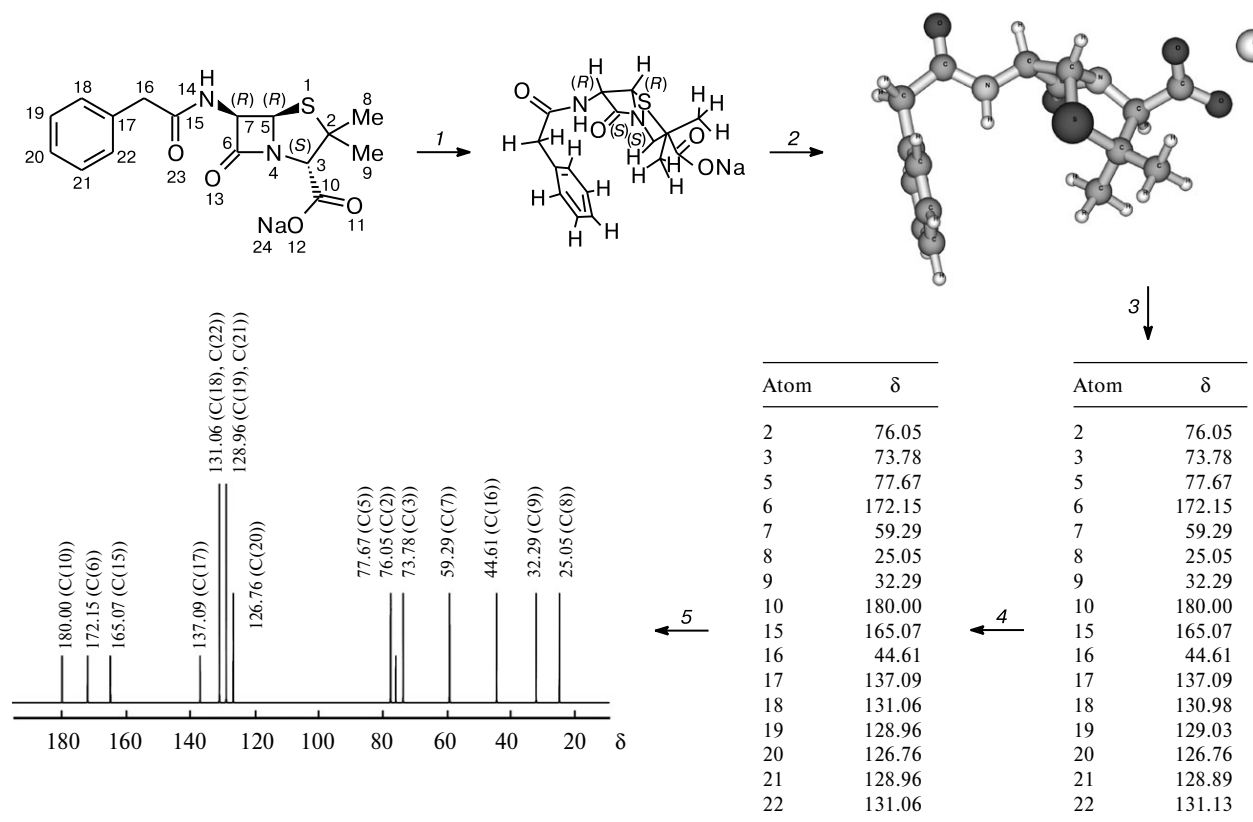 H
N
14
16
18
19
17
15
20
22
21
O
23
(R)
(R)
7
5
S
1
8
Me
2
Me
9
(S)
3
6
N
4
O
13
10
O
11
NaO
24 12
1
H
H
(R)
(R)
O
H
N
S
H
H
H
O
N
(S)
(S)
H
H
H
H
H
O
ONa
H
H
H
H
H
2
3
Atom δ
2 76.05
3 73.78
5 77.67
6 172.15
7 59.29
8 25.05
9 32.29
10 180.00
15 165.07
16 44.61
17 137.09
18 131.06
19 128.96
20 126.76
21 128.96
22 131.06
4
Atom δ
2 76.05
3 73.78
5 77.67
6 172.15
7 59.29
8 25.05
9 32.29
10 180.00
15 165.07
16 44.61
17 137.09
18 130.98
19 129.03
20 126.76
21 128.89
22 131.13
5
180.00 (C(10))
172.15 (C(6))
165.07 (C(15))
137.09 (C(17))
131.06 (C(18), C(22))
128.96 (C(19), C(21))
126.76 (C(20))
77.67 (C(5))
76.05 (C(2))
73.78 (C(3))
59.29 (C(7))
44.61 (C(16))
32.29 (C(9))
25.05 (C(8))
180 160 140 120 100 80 60 40 20 δ